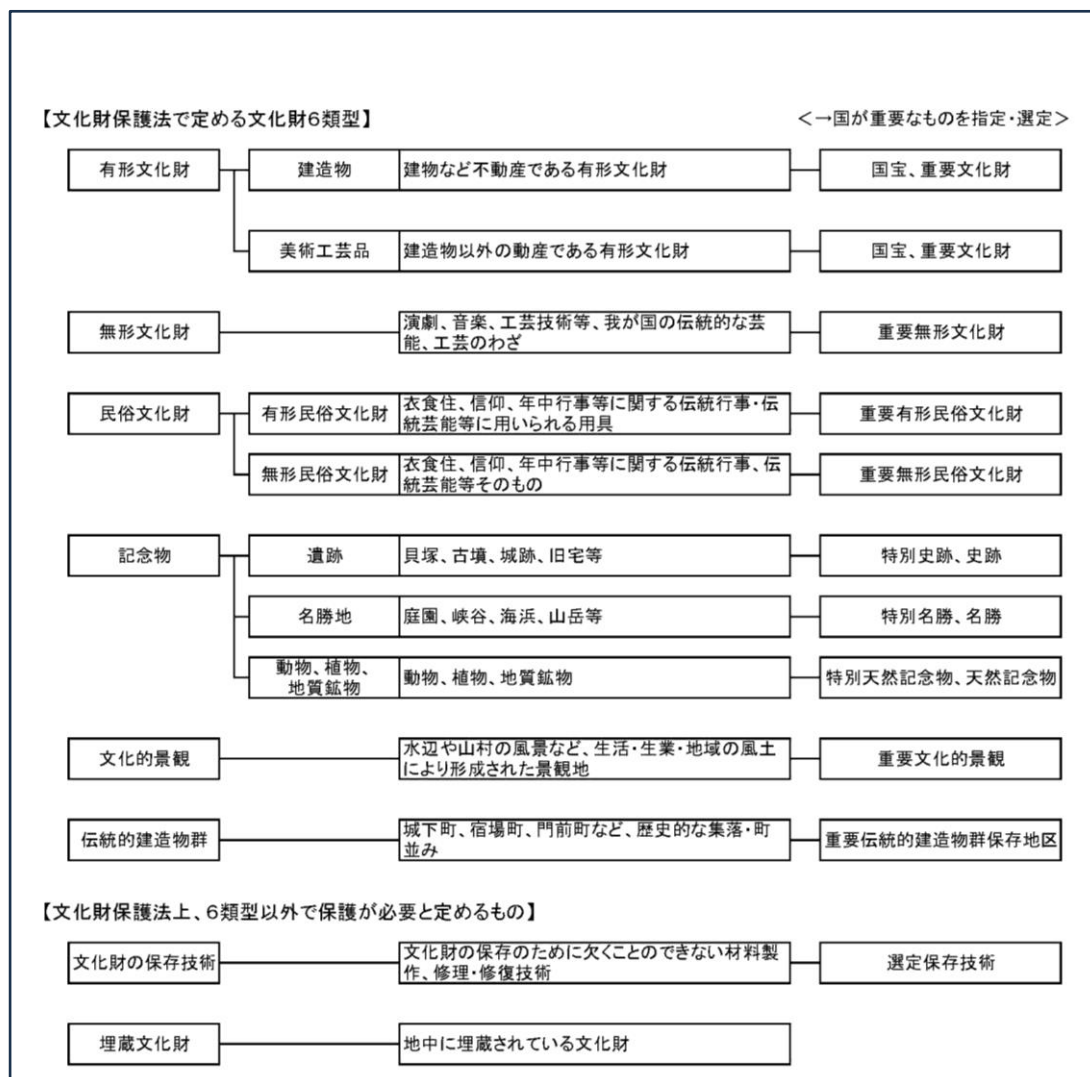 【文化財保護法で定める文化財6類型】
<→国が重要なものを指定・選定>
有形文化財
建造物
建物など不動産である有形文化財
国宝、重要文化財
美術工芸品
建造物以外の動産である有形文化財
国宝、重要文化財
無形文化財
演劇、音楽、工芸技術等、我が国の伝統的な芸
能、工芸のわざ
重要無形文化財
民俗文化財
有形民俗文化財
衣食住、信仰、年中行事等に関する伝統行事・伝
統芸能等に用いられる用具
重要有形民俗文化財
無形民俗文化財
衣食住、信仰、年中行事等に関する伝統行事、伝
統芸能等そのもの
重要無形民俗文化財
記念物
遺跡
貝塚、古墳、城跡、旧宅等
特別史跡、史跡
名勝地
庭園、峡谷、海浜、山岳等
特別名勝、名勝
動物、植物、
地質鉱物
動物、植物、地質鉱物
特別天然記念物、天然記念物
文化的景観
水辺や山村の風景など、生活・生業・地域の風土
により形成された景観地
重要文化的景観
伝統的建造物群
城下町、宿場町、門前町など、歴史的な集落・町
並み
重要伝統的建造物群保存地区
【文化財保護法上、6類型以外で保護が必要と定めるもの】
文化財の保存技術
文化財の保存のために欠くことのできない材料製
作、修理・修復技術
選定保存技術
埋蔵文化財
地中に埋蔵されている文化財